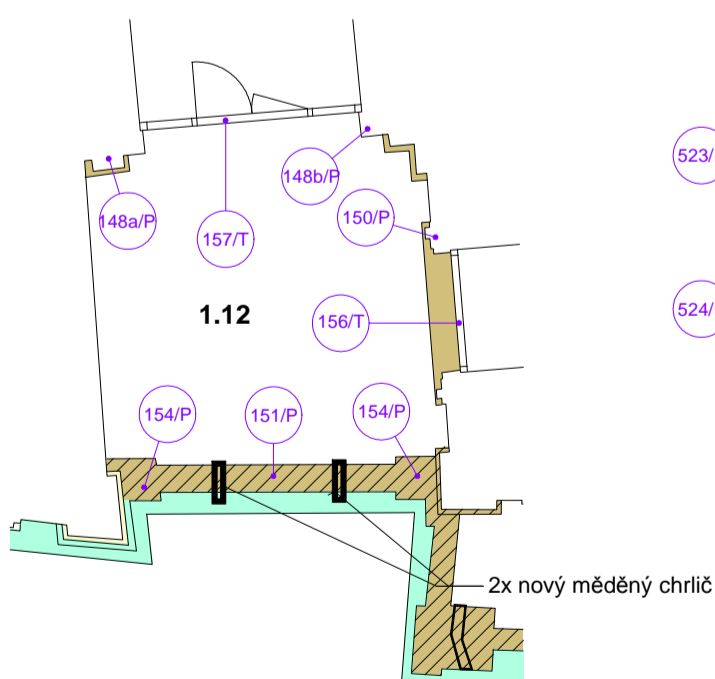 523/
148b/P
148a/P
150/P
157/T
524/
1.12
156/T
154/P
151/P
154/P
2x nový měděný chrlič